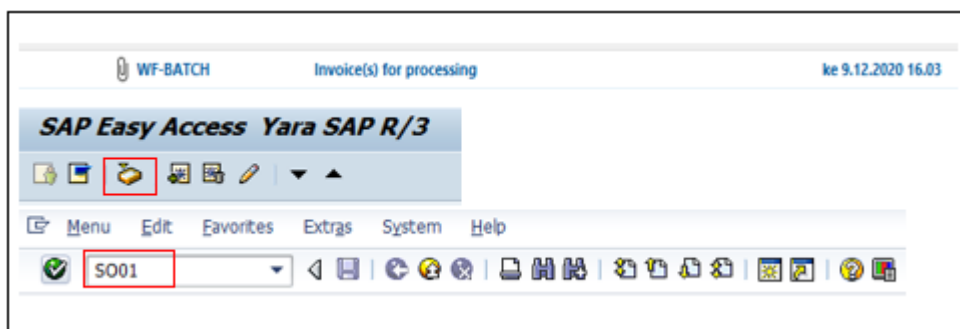 WF-BATCH Invoice(s) for processing ke 9.12.2020 16.03
SAP Easy Access Yara SAP R/3
Menu Edit Favorites Extras System Help
SO01